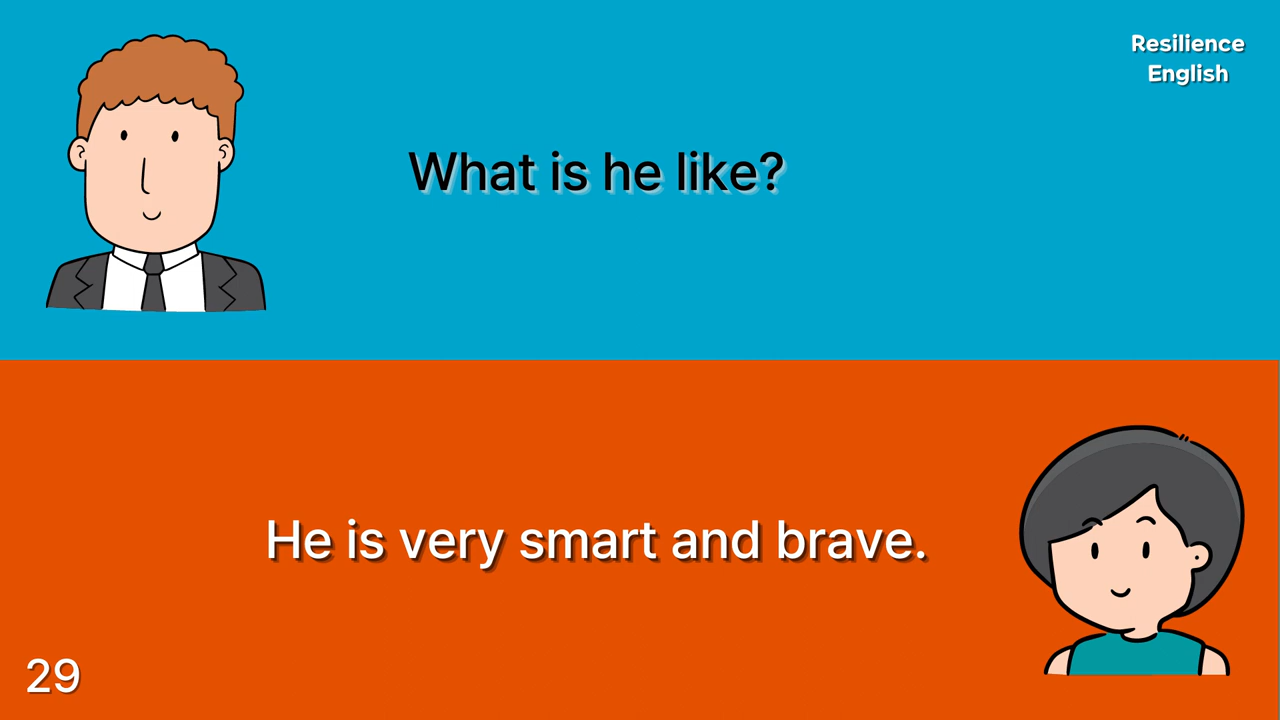 Resilience
English
What is he like?
He is very smart and brave.
29